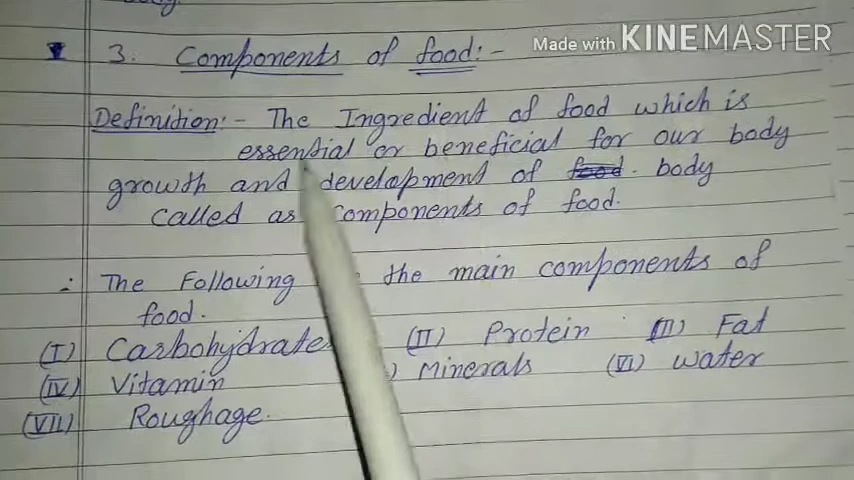 3. Components of food:-
Made with KINEMASTER
Definition:- The Ingredient of food which is
essential or beneficial for our body
growth and development of food. body
called as components of food.
∴ The Following the main components of
food.
(I) Carbohydrates (II) Protein (III) Fat
(IV) Vitamin ) Minerals (VI) water
(VII) Roughage.